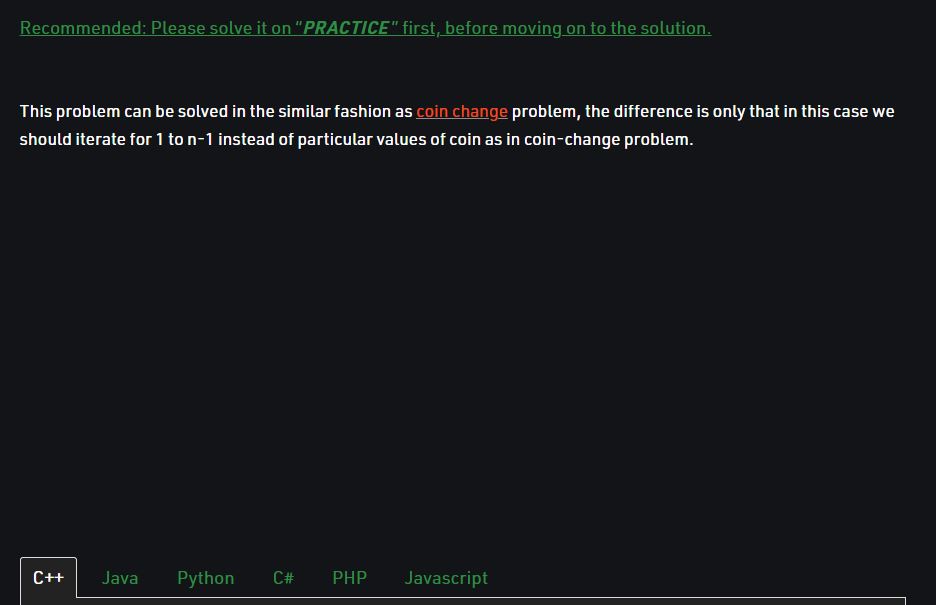 Recommended: Please solve it on “PRACTICE” first, before moving on to the solution.
This problem can be solved in the similar fashion as coin change problem, the difference is only that in this case we
should iterate for 1 to n-1 instead of particular values of coin as in coin-change problem.
C++ Java Python C# PHP Javascript